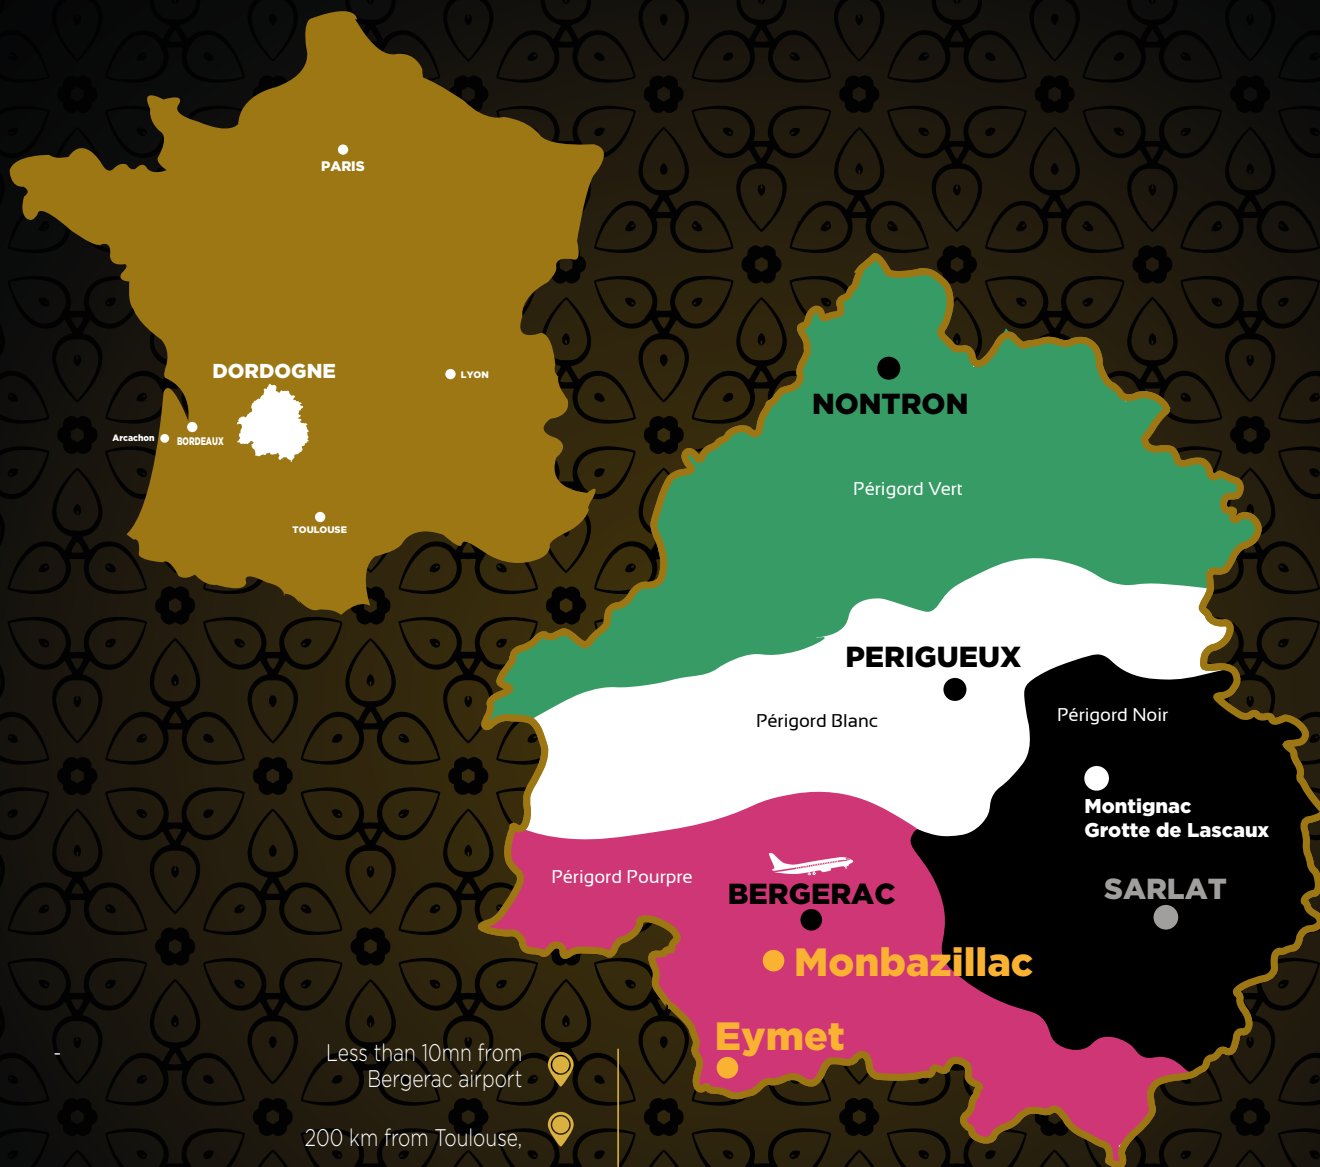 PARIS
DORDOGNE
LYON
Arcachon
BORDEAUX
TOULOUSE
NONTRON
Périgord Vert
PERIGUEUX
Périgord Blanc
Périgord Noir
Montignac
Grotte de Lascaux
Périgord Pourpre
BERGERAC
SARLAT
Monbazillac
Eymet
-
Less than 10mn from
Bergerac airport
200 km from Toulouse,